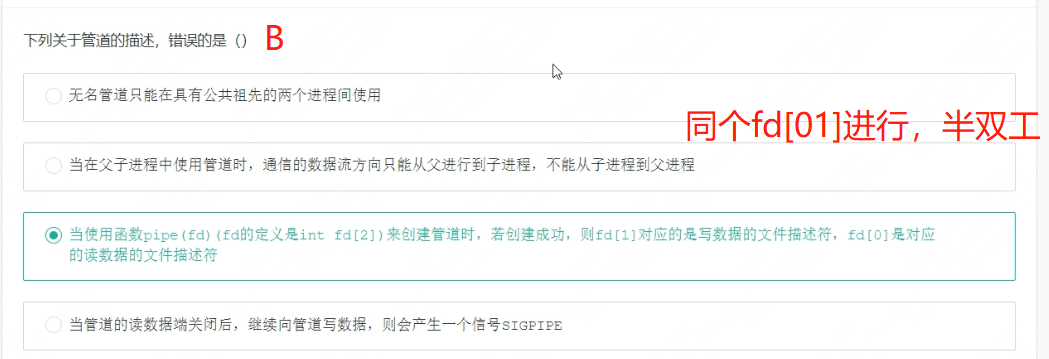 下列关于管道的描述，错误的是（） B
无名管道只能在具有公共祖先的两个进程间使用
同个fd[01]进行，半双工
当在父子进程中使用管道时，通信的数据流方向只能从父进行到子进程，不能从子进程到父进程
当使用函数pipe(fd)(fd的定义是int fd[2])来创建管道时，若创建成功，则fd[1]对应的是写数据的文件描述符，fd[0]是对应
的读数据的文件描述符
当管道的读数据端关闭后，继续向管道写数据，则会产生一个信号SIGPIPE